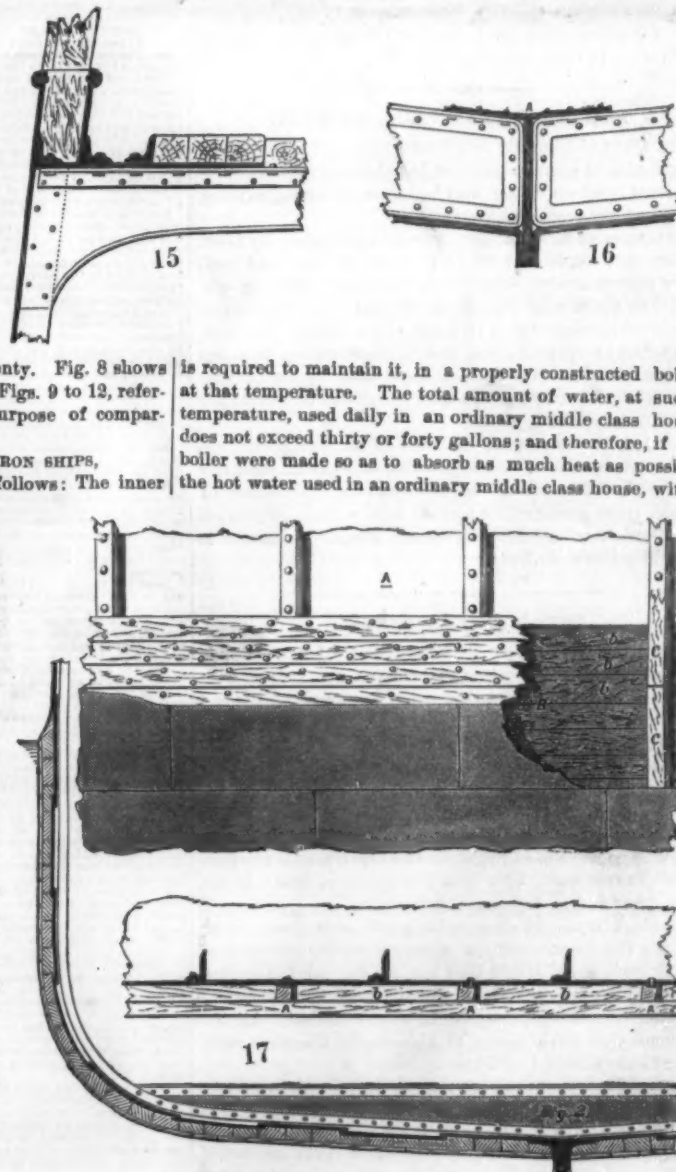 15
A
16
enty. Fig. 8 shows
Figs. 9 to 12, refer-
urpose of compar-
RON SHIPS,
ollows: The inner
is required to maintain it, in a properly constructed boi
at that temperature. The total amount of water, at suc
temperature, used daily in an ordinary middle class hou
does not exceed thirty or forty gallons; and therefore, if
boiler were made so as to absorb as much heat as possi
the hot water used in an ordinary middle class house, wit
A
b
b
b
B
C
C
b
b
A
A
A
17